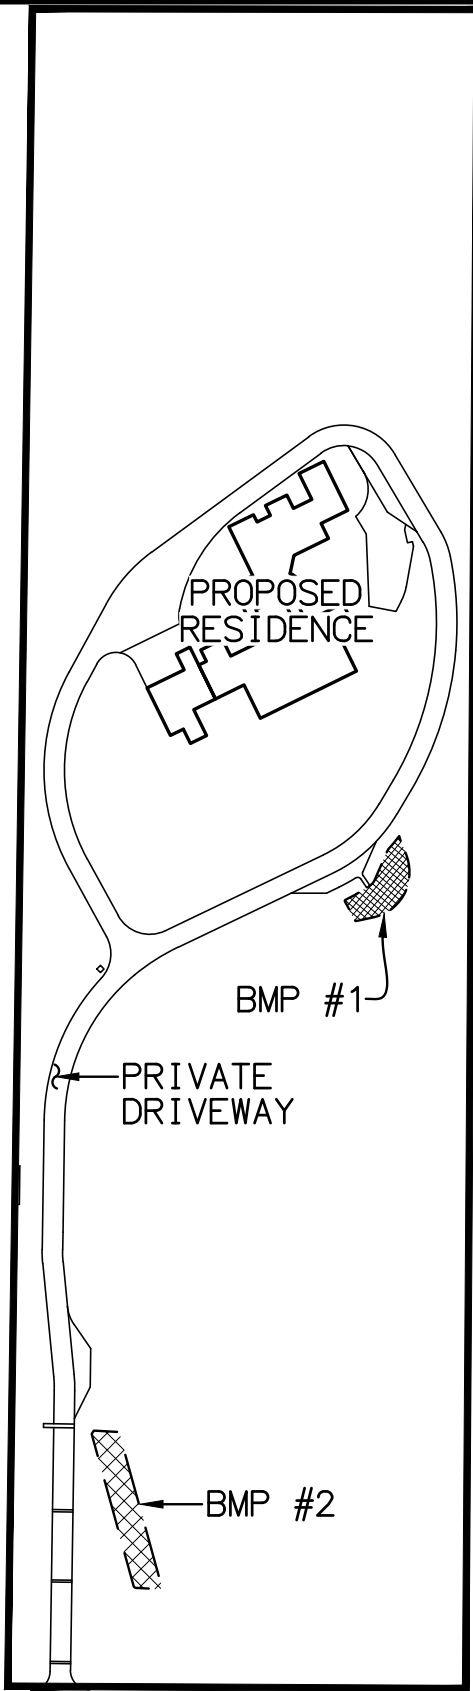 PROPOSED
RESIDENCE
BMP #1
PRIVATE
DRIVEWAY
BMP #2